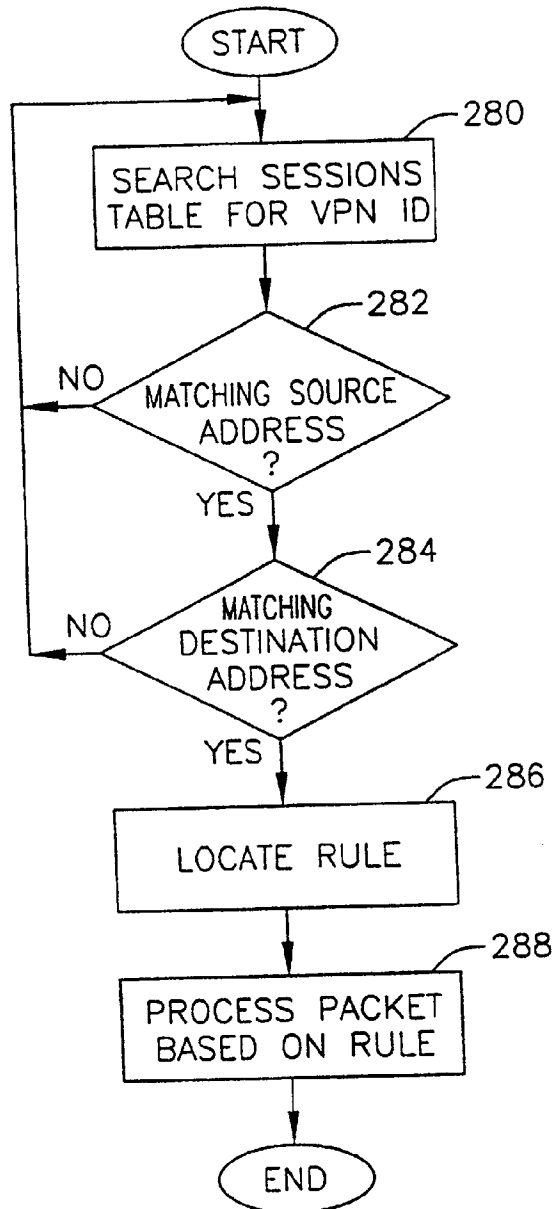 START
280
SEARCH SESSIONS
TABLE FOR VPN ID
282
NO
MATCHING SOURCE
ADDRESS
?
YES
284
NO
MATCHING
DESTINATION
ADDRESS
?
YES
286
LOCATE RULE
288
PROCESS PACKET
BASED ON RULE
END